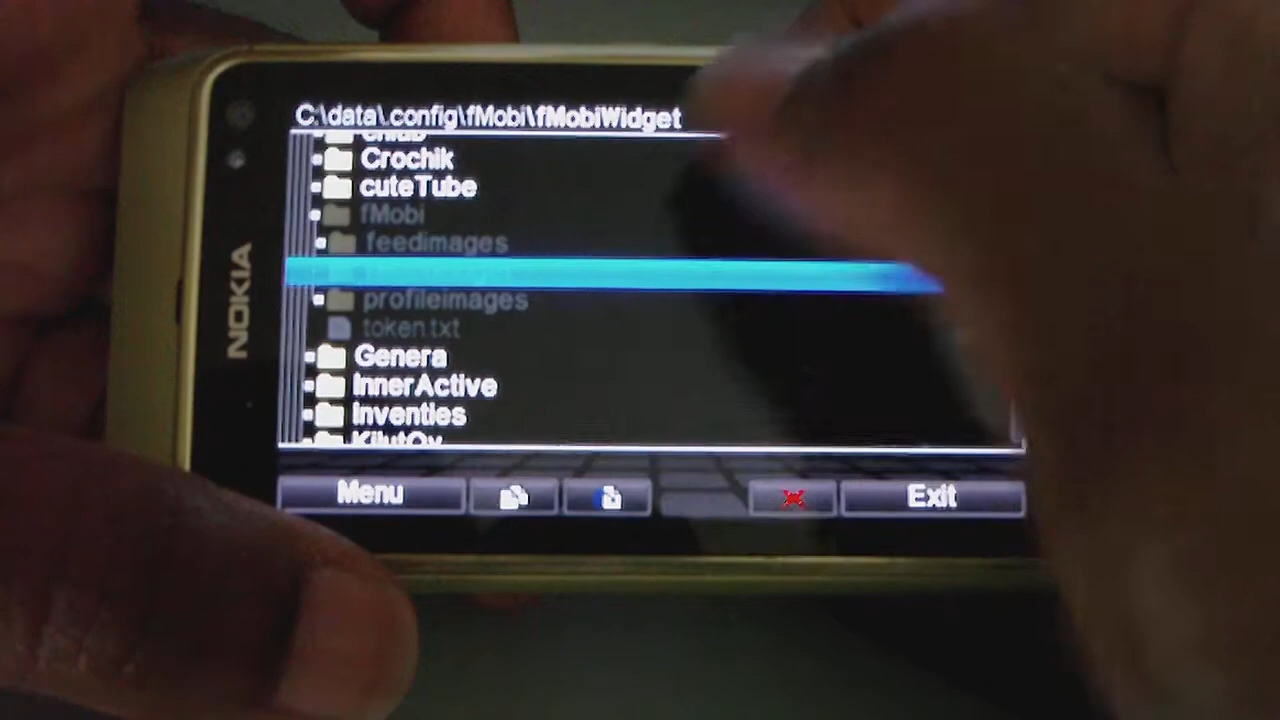 C:\data\.config\fMobi\fMobiWidget
Crochik
cuteTube
fMobi
feedimages
profileimages
token.txt
Genera
InnerActive
Inventies
Menu
Exit
NOKIA